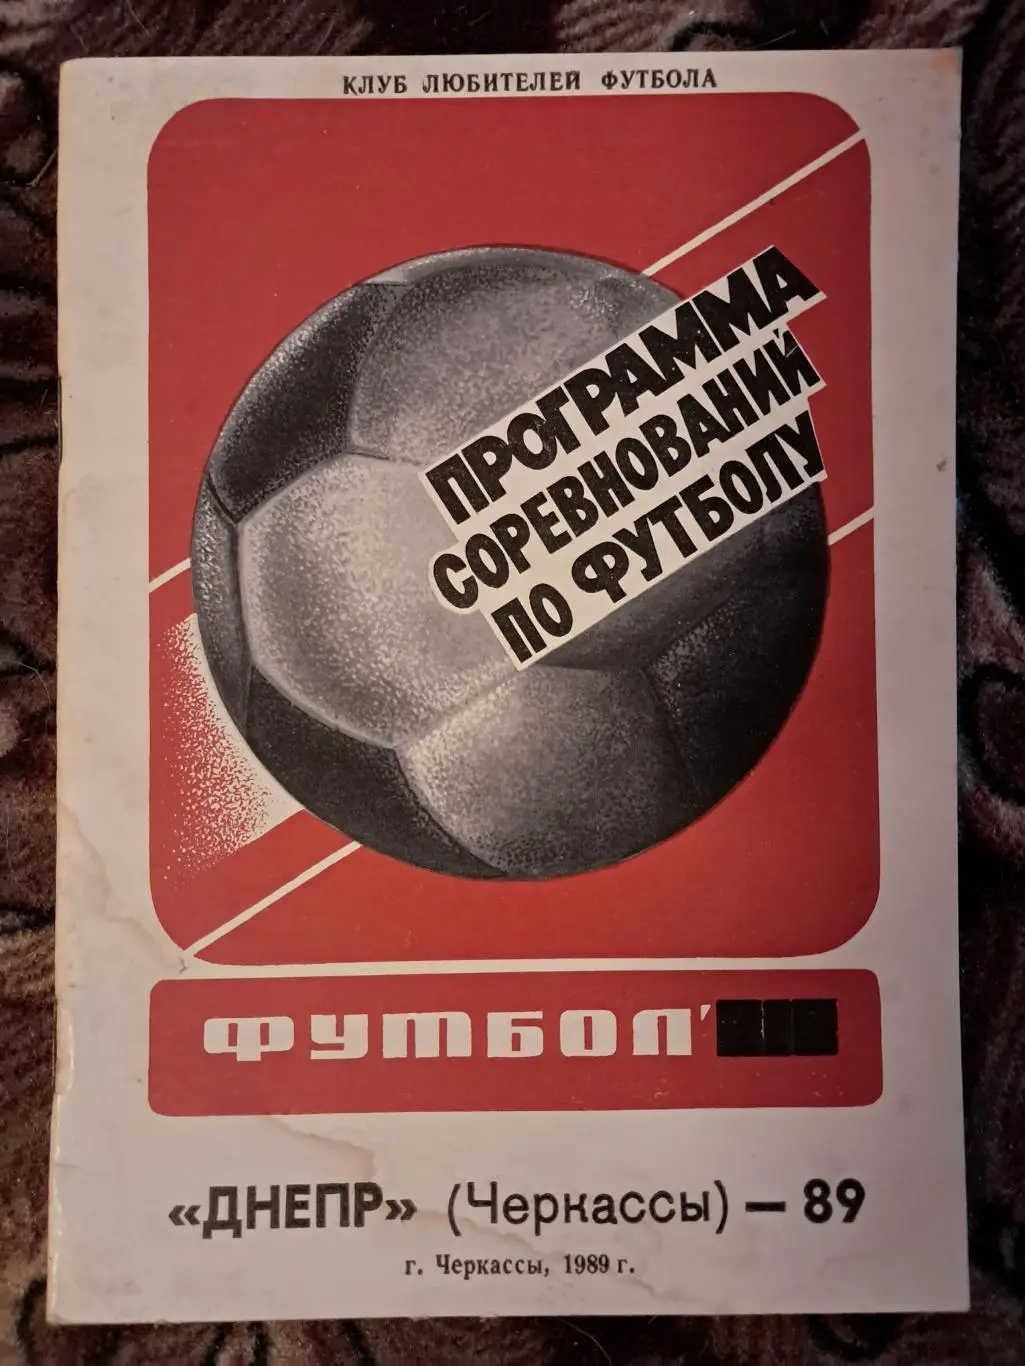 КЛУБ ЛЮБИТЕЛЕЙ ФУТБОЛА
ПРОГРАММА
СОРЕВНОВАНИЙ
ПО ФУТБОЛУ
ФУТБОЛ'
«ДНЕПР» (Черкассы) — 89
г. Черкассы, 1989 г.